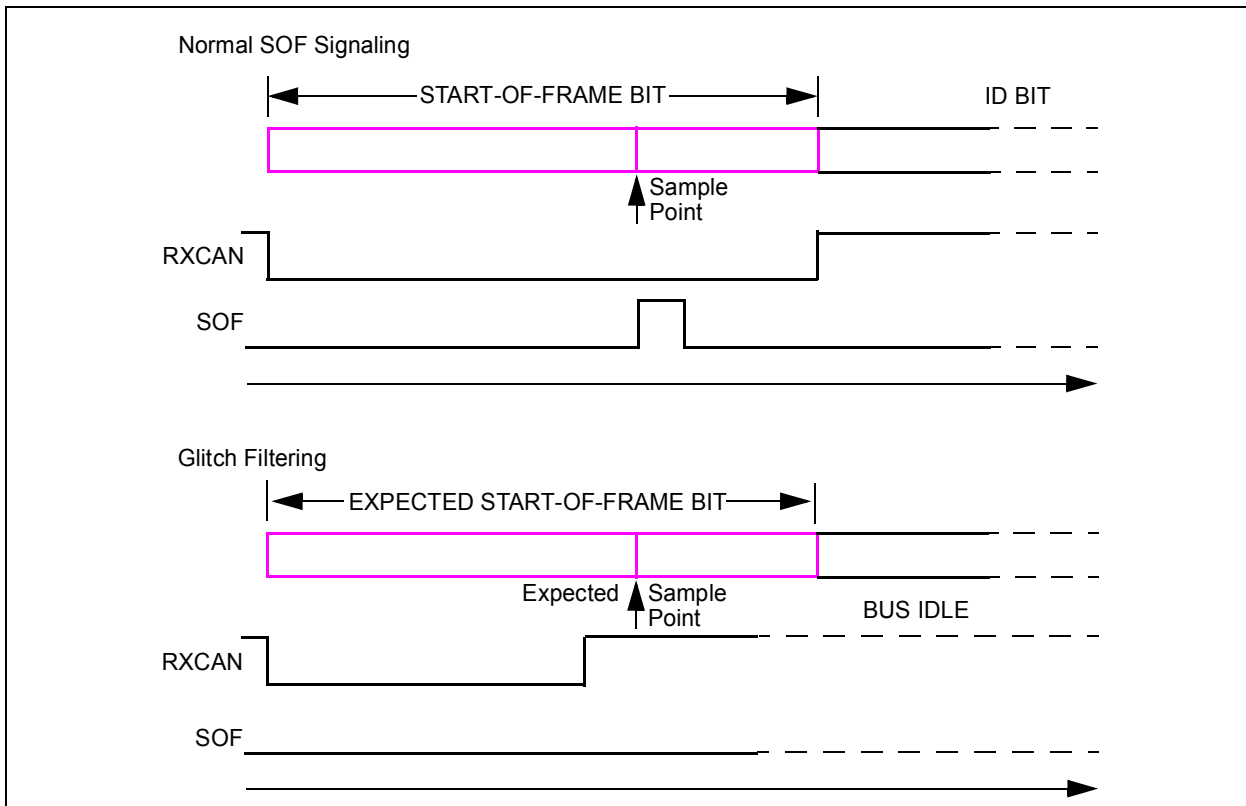 Normal SOF Signaling
START-OF-FRAME BIT
ID BIT
Sample
Point
RXCAN
SOF
Glitch Filtering
EXPECTED START-OF-FRAME BIT
Expected Sample
Point
BUS IDLE
RXCAN
SOF